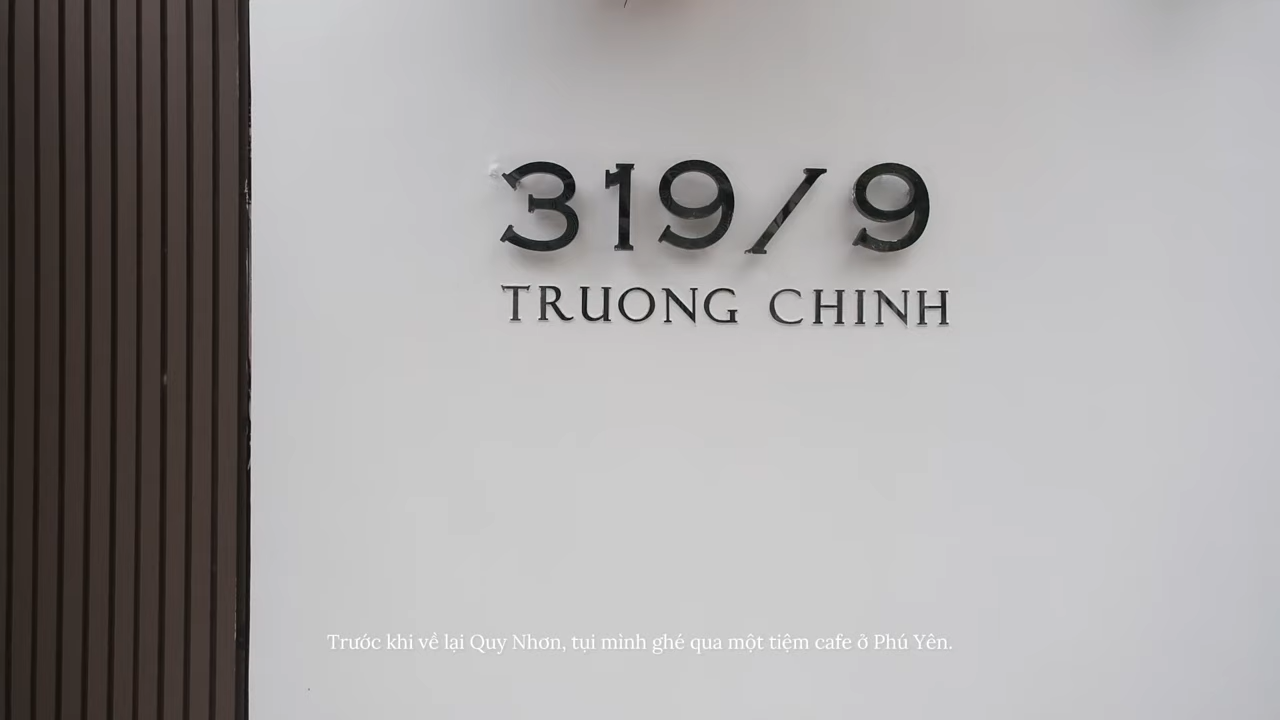 319/9
TRUONG CHINH
Trước khi về lại Quy Nhơn, tụi mình ghé qua một tiệm cafe ở Phú Yên.